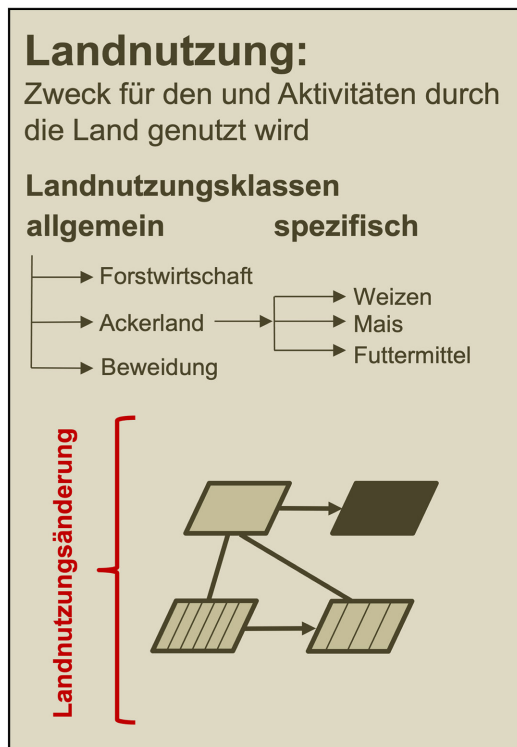 Landnutzung:
Zweck für den und Aktivitäten durch
die Land genutzt wird
Landnutzungsklassen
allgemein spezifisch
Forstwirtschaft
Ackerland
Beweidung
Weizen
Mais
Futtermittel
Landnutzungsänderung